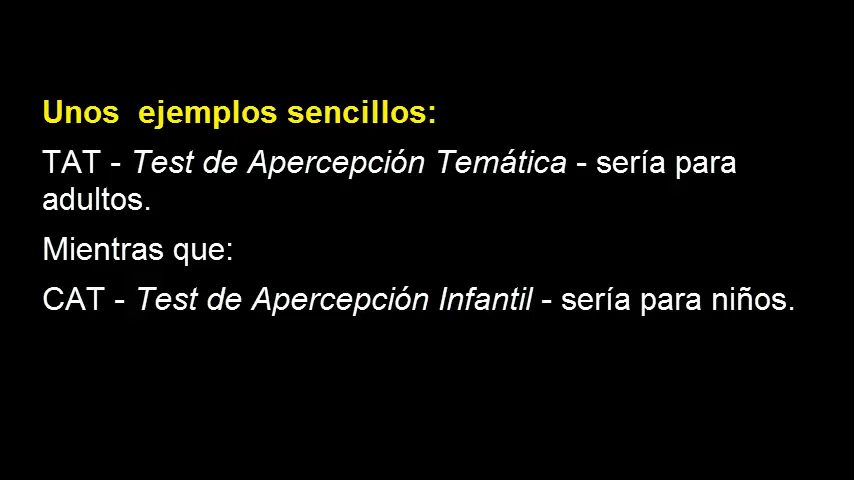 Unos  ejemplos sencillos:
TAT - Test de Apercepción Temática - sería para
adultos.
Mientras que:
CAT - Test de Apercepción Infantil - sería para niños.